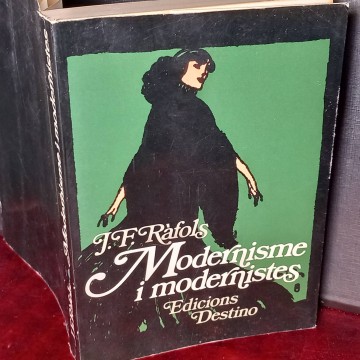 J.F. Ràfols
Modernisme
i modernistes
Edicions
Destino